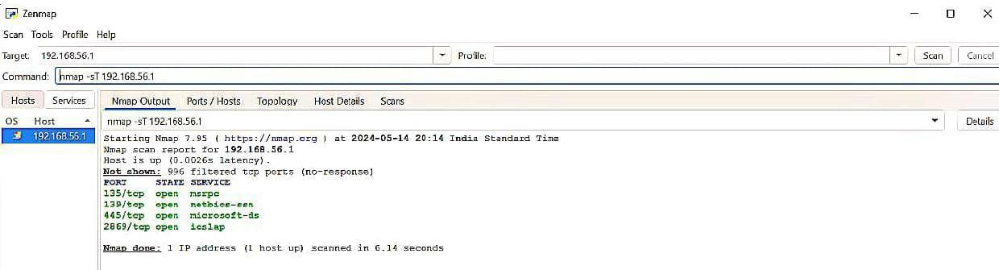 Zenmap
Scan Tools Profile Help
Target: 192.168.56.1 Profile: Scan Cancel
Command: nmap -sT 192.168.56.1
Hosts Services Nmap Output Ports / Hosts Topology Host Details Scans
OS Host nmap -sT 192.168.56.1 Details
192.168.56.1
Starting Nmap 7.95 ( https://nmap.org ) at 2024-05-14 20:14 India Standard Time
Nmap scan report for 192.168.56.1
Host is up (0.0026s latency).
Not shown: 996 filtered tcp ports (no-response)
PORT STATE SERVICE
135/tcp open msrpc
139/tcp open netbios-ssn
445/tcp open microsoft-ds
2869/tcp open icslap
Nmap done: 1 IP address (1 host up) scanned in 6.14 seconds